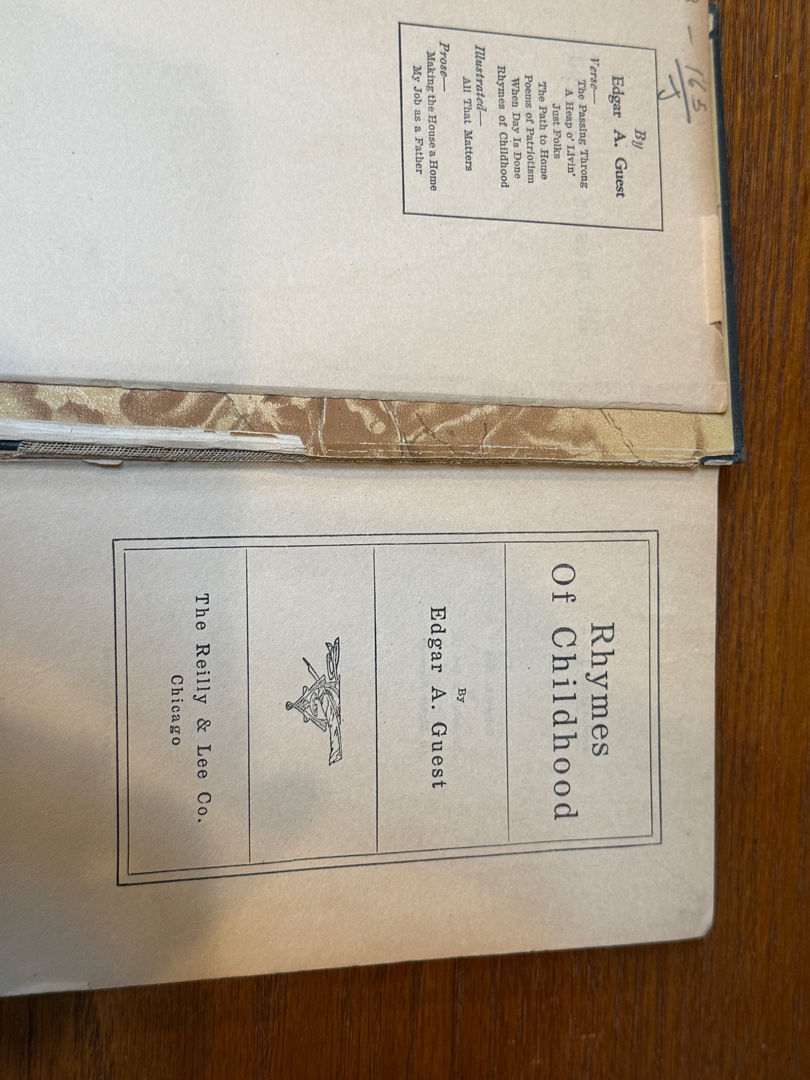 165
By
Edgar A. Guest
Verse—
The Passing Throng
A Heap o' Livin'
Just Folks
The Path to Home
Poems of Patriotism
When Day Is Done
Rhymes of Childhood
Illustrated—
All That Matters
Prose—
Making the House a Home
My Job as a Father
Rhymes
Of Childhood
By
Edgar A. Guest
The Reilly & Lee Co.
Chicago